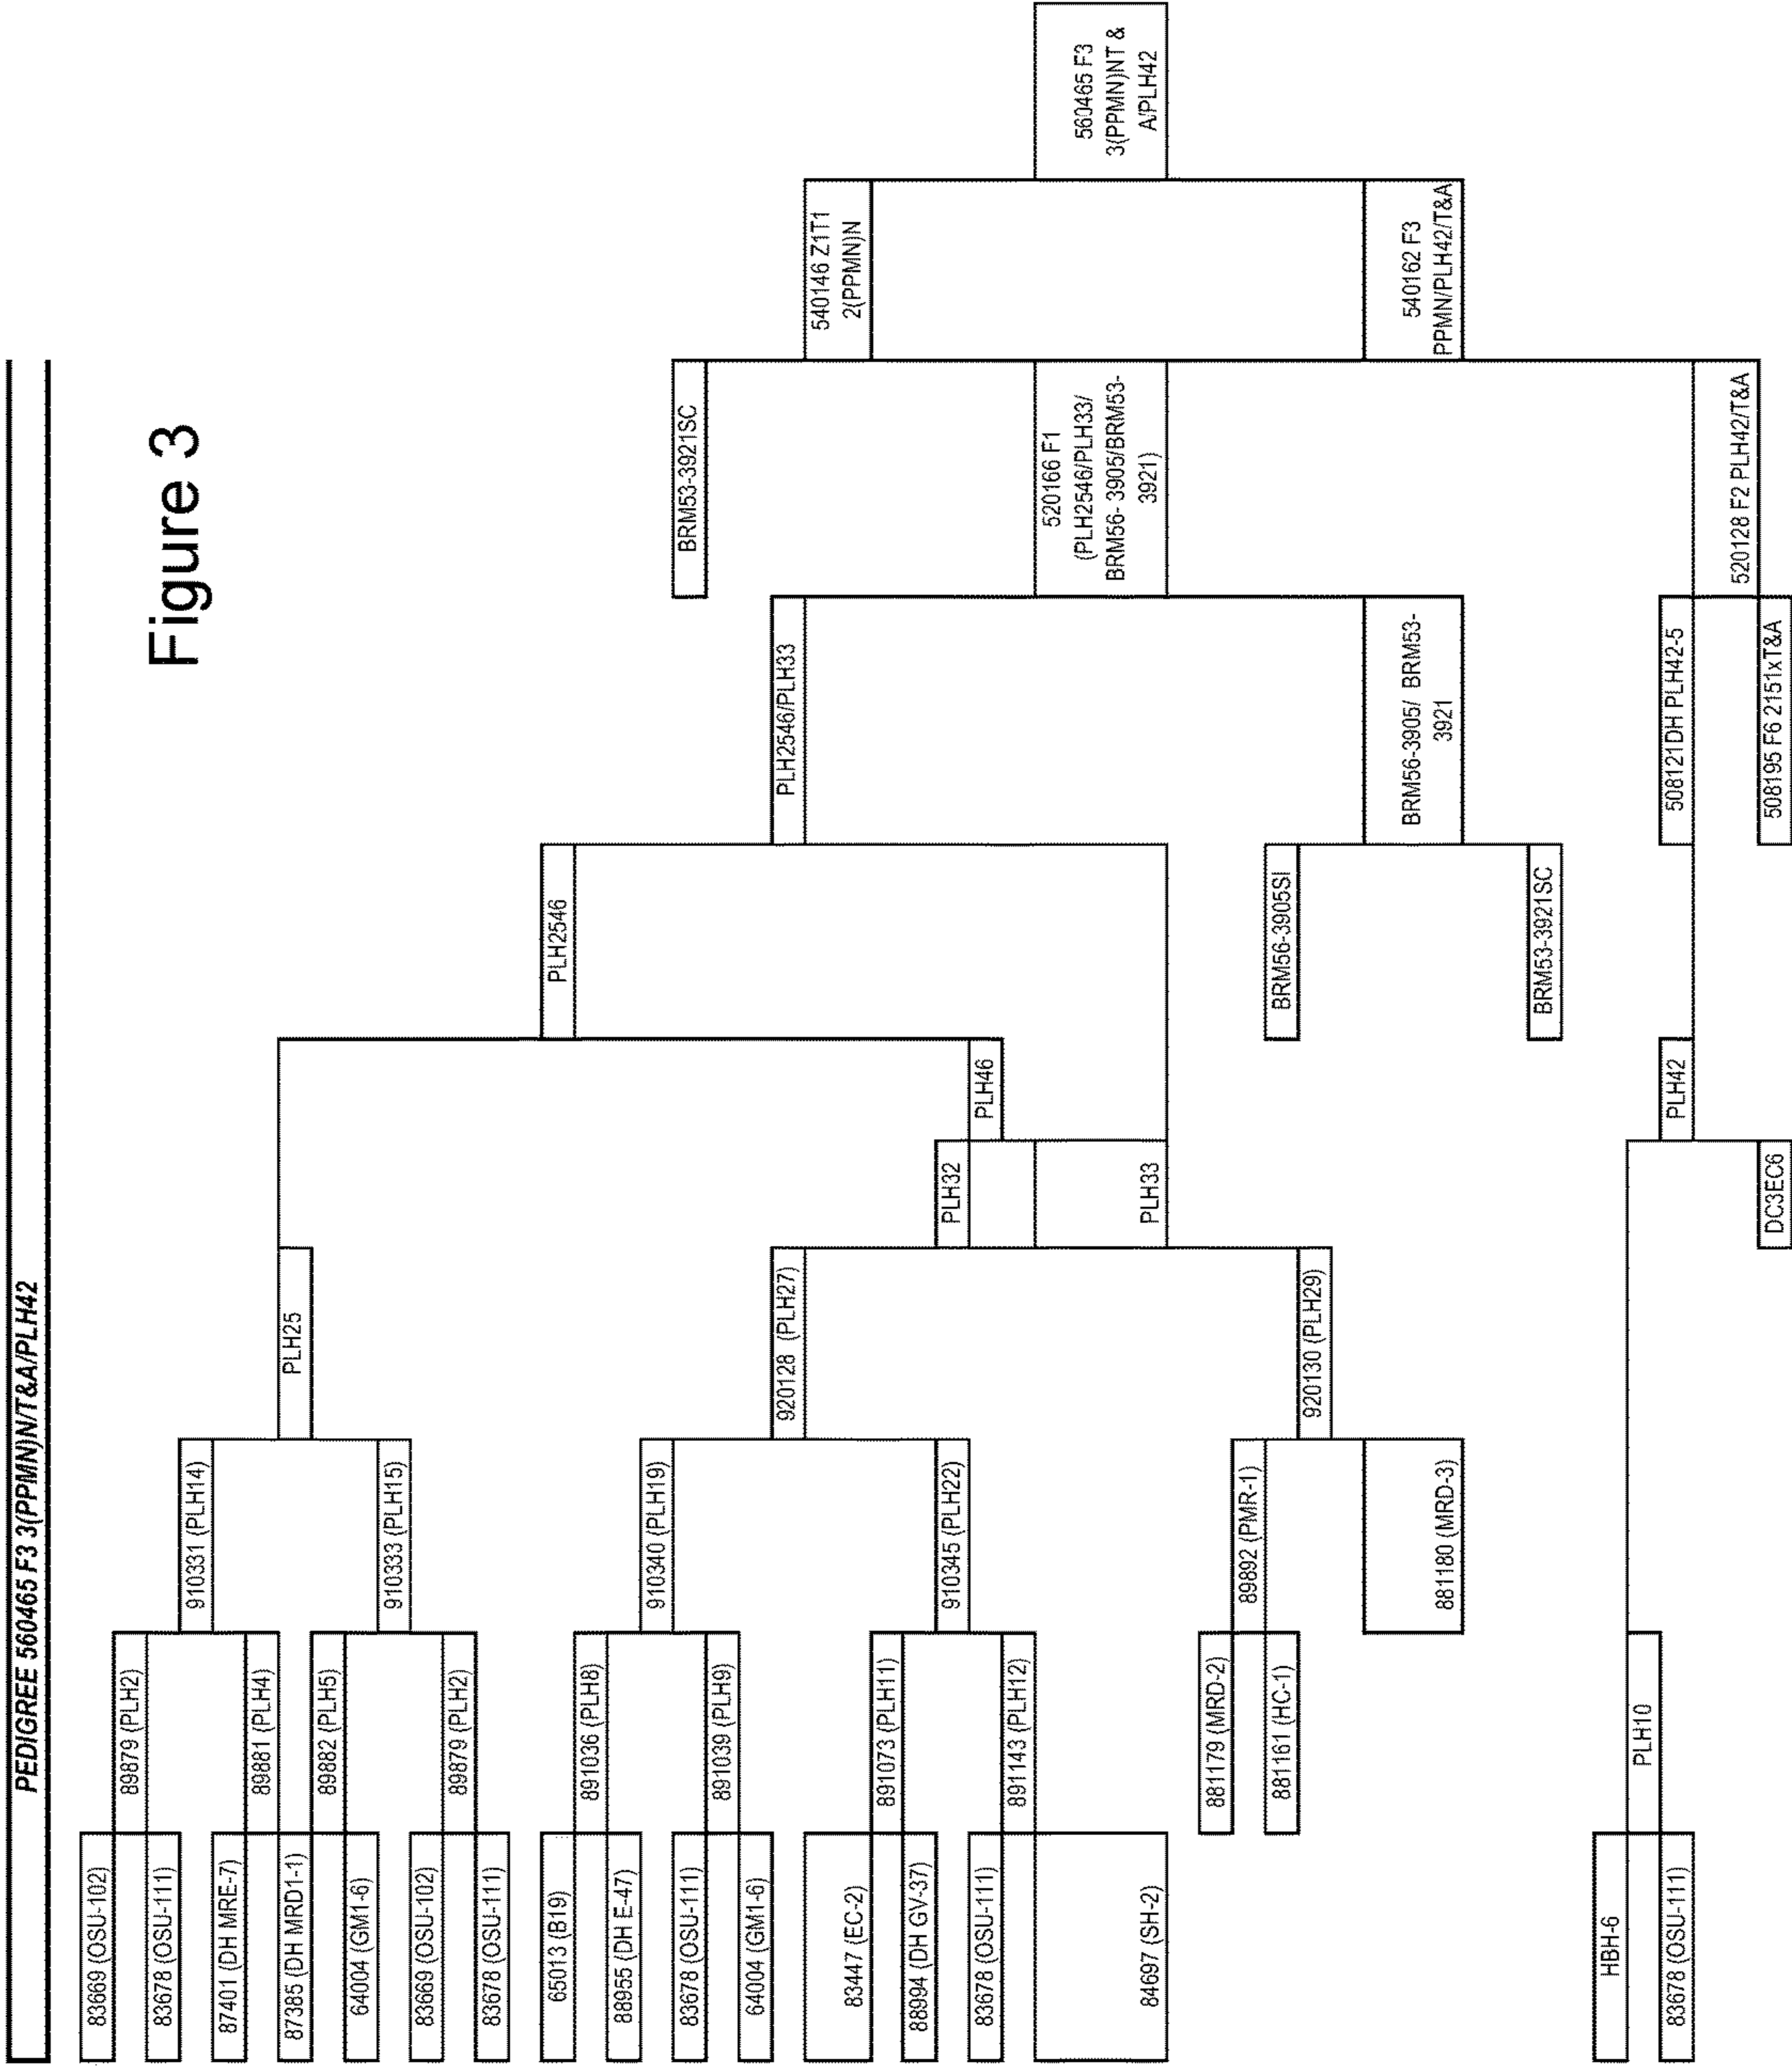 PEDIGREE 560465 F3 3(PPMN)N/T&A/PLH42
Figure 3
83669 (OSU-102)
83678 (OSU-111)
87401 (DH MRE-7)
87385 (DH MRD1-1)
64004 (GM1-6)
83669 (OSU-102)
83678 (OSU-111)
65013 (B19)
88955 (DH E-47)
83678 (OSU-111)
64004 (GM1-6)
83447 (EC-2)
88994 (DH GV-37)
83678 (OSU-111)
84697 (SH-2)
HBH-6
83678 (OSU-111)
89879 (PLH2)
89881 (PLH4)
89882 (PLH5)
89879 (PLH2)
891036 (PLH8)
891039 (PLH9)
891073 (PLH11)
891143 (PLH12)
881179 (MRD-2)
881161 (HC-1)
PLH10
910331 (PLH14)
910333 (PLH15)
910340 (PLH19)
910345 (PLH22)
89892 (PMR-1)
881180 (MRD-3)
PLH25
920128 (PLH27)
920130 (PLH29)
PLH32
PLH33
DC3EC6
PLH46
PLH42
PLH2546
BRM56-3905SI
BRM53-3921SC
PLH2546/PLH33
BRM56-3905/ BRM53-
3921
508121DH PLH42-5
508195 F6 2151xT&A
BRM53-3921SC
520166 F1
(PLH2546/PLH33/
BRM56- 3905/BRM53-
3921)
520128 F2 PLH42/T&A
540146 Z1T1
2(PPMN)N
540162 F3
PPMN/PLH42/T&A
560465 F3
3(PPMN)NT &
A/PLH42